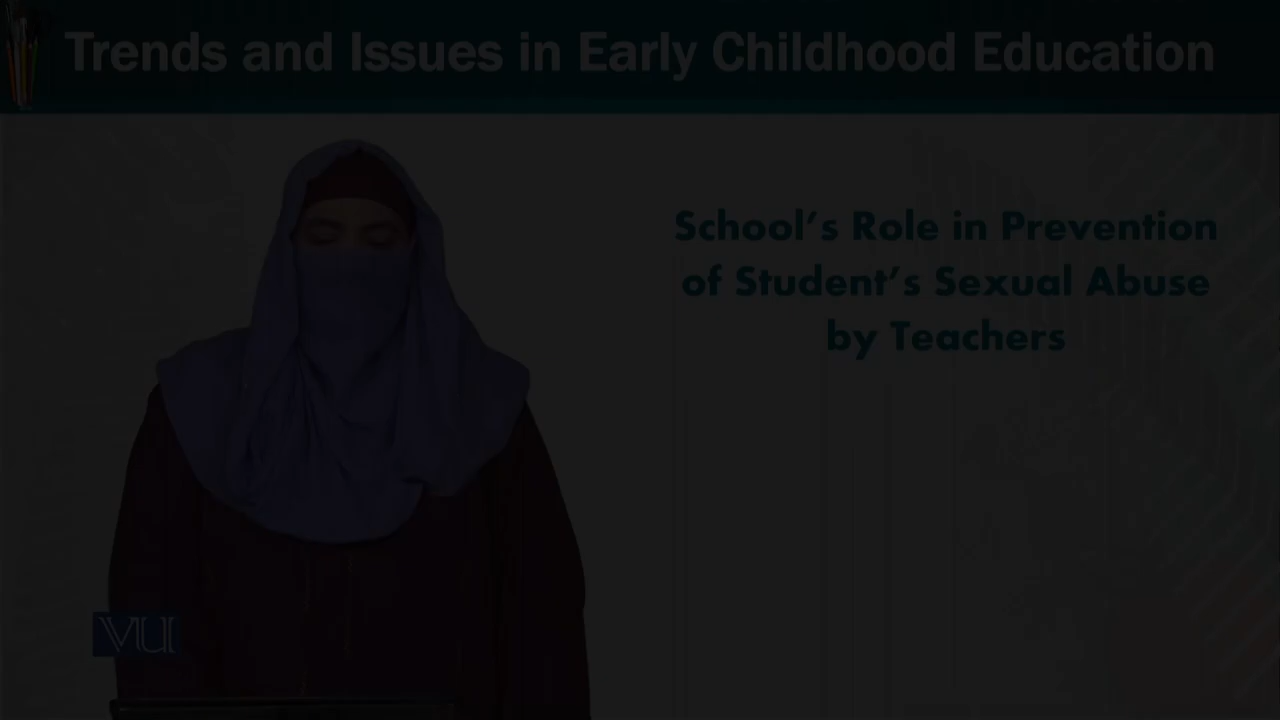 Trends and Issues in Early Childhood Education
School's Role in Prevention
of Student's Sexual Abuse
by Teachers
VU